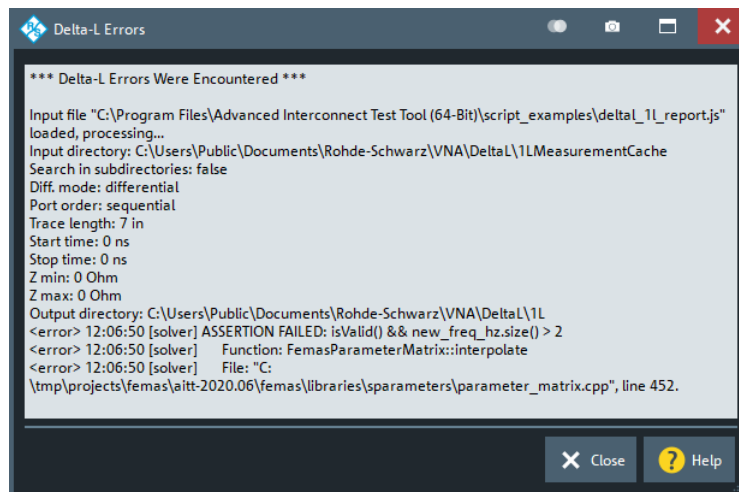 R&S Delta-L Errors
*** Delta-L Errors Were Encountered ***
Input file "C:\Program Files\Advanced Interconnect Test Tool (64-Bit)\script_examples\deltal_1l_report.js"
loaded, processing...
Input directory: C:\Users\Public\Documents\Rohde-Schwarz\VNA\DeltaL\1LMeasurementCache
Search in subdirectories: false
Diff. mode: differential
Port order: sequential
Trace length: 7 in
Start time: 0 ns
Stop time: 0 ns
Z min: 0 Ohm
Z max: 0 Ohm
Output directory: C:\Users\Public\Documents\Rohde-Schwarz\VNA\DeltaL\1L
<error> 12:06:50 [solver] ASSERTION FAILED: isValid() && new_freq_hz.size() > 2
<error> 12:06:50 [solver]    Function: FemasParameterMatrix::interpolate
<error> 12:06:50 [solver]    File: "C:
\tmp\projects\femas\aitt-2020.06\femas\libraries\sparameters\parameter_matrix.cpp", line 452.
Close
? Help